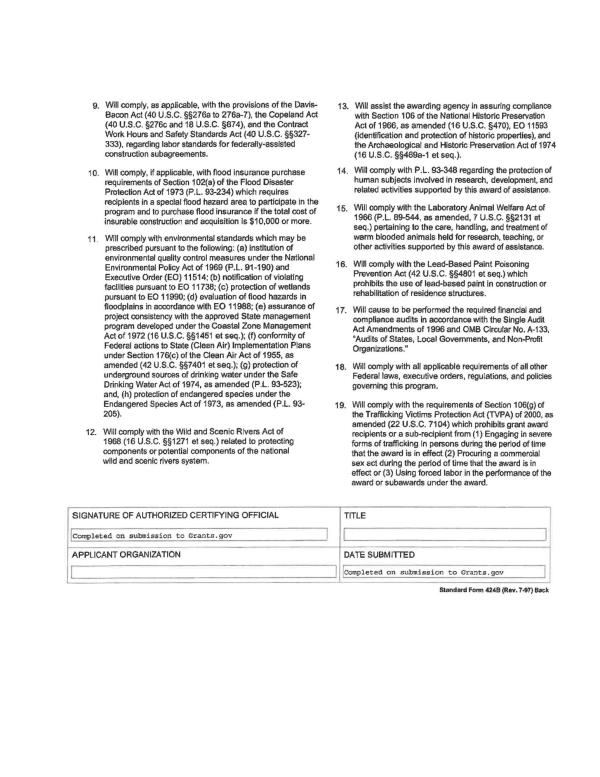 9. Will comply, as applicable, with the provisions of the Davis-
Bacon Act (40 U.S.C. §§276a to 276a-7), the Copeland Act
(40 U.S.C. §276c and 18 U.S.C. §874), and the Contract
Work Hours and Safety Standards Act (40 U.S.C. §§327-
333), regarding labor standards for federally-assisted
construction subagreements.
10. Will comply, if applicable, with flood insurance purchase
requirements of Section 102(a) of the Flood Disaster
Protection Act of 1973 (P.L. 93-234) which requires
recipients in a special flood hazard area to participate in the
program and to purchase flood insurance if the total cost of
insurable construction and acquisition is $10,000 or more.
11. Will comply with environmental standards which may be
prescribed pursuant to the following: (a) institution of
environmental quality control measures under the National
Environmental Policy Act of 1969 (P.L. 91-190) and
Executive Order (EO) 11514; (b) notification of violating
facilities pursuant to EO 11738; (c) protection of wetlands
pursuant to EO 11990; (d) evaluation of flood hazards in
floodplains in accordance with EO 11988; (e) assurance of
project consistency with the approved State management
program developed under the Coastal Zone Management
Act of 1972 (16 U.S.C. §§1451 et seq.); (f) conformity of
Federal actions to State (Clean Air) Implementation Plans
under Section 176(c) of the Clean Air Act of 1955, as
amended (42 U.S.C. §§7401 et seq.); (g) protection of
underground sources of drinking water under the Safe
Drinking Water Act of 1974, as amended (P.L. 93-523);
and, (h) protection of endangered species under the
Endangered Species Act of 1973, as amended (P.L. 93-
205).
12. Will comply with the Wild and Scenic Rivers Act of
1968 (16 U.S.C. §§1271 et seq.) related to protecting
components or potential components of the national
wild and scenic rivers system.
13. Will assist the awarding agency in assuring compliance
with Section 106 of the National Historic Preservation
Act of 1966, as amended (16 U.S.C. §470), EO 11593
(identification and protection of historic properties), and
the Archaeological and Historic Preservation Act of 1974
(16 U.S.C. §§469a-1 et seq.).
14. Will comply with P.L. 93-348 regarding the protection of
human subjects involved in research, development, and
related activities supported by this award of assistance.
15. Will comply with the Laboratory Animal Welfare Act of
1966 (P.L. 89-544, as amended, 7 U.S.C. §§2131 et
seq.) pertaining to the care, handling, and treatment of
warm blooded animals held for research, teaching, or
other activities supported by this award of assistance.
16. Will comply with the Lead-Based Paint Poisoning
Prevention Act (42 U.S.C. §§4801 et seq.) which
prohibits the use of lead-based paint in construction or
rehabilitation of residence structures.
17. Will cause to be performed the required financial and
compliance audits in accordance with the Single Audit
Act Amendments of 1996 and OMB Circular No. A-133,
"Audits of States, Local Governments, and Non-Profit
Organizations."
18. Will comply with all applicable requirements of all other
Federal laws, executive orders, regulations, and policies
governing this program.
19. Will comply with the requirements of Section 106(g) of
the Trafficking Victims Protection Act (TVPA) of 2000, as
amended (22 U.S.C. 7104) which prohibits grant award
recipients or a sub-recipient from (1) Engaging in severe
forms of trafficking in persons during the period of time
that the award is in effect (2) Procuring a commercial
sex act during the period of time that the award is in
effect or (3) Using forced labor in the performance of the
award or subawards under the award.
SIGNATURE OF AUTHORIZED CERTIFYING OFFICIAL
Completed on submission to Grants.gov
TITLE
APPLICANT ORGANIZATION
DATE SUBMITTED
Completed on submission to Grants.gov
Standard Form 424B (Rev. 7-97) Back